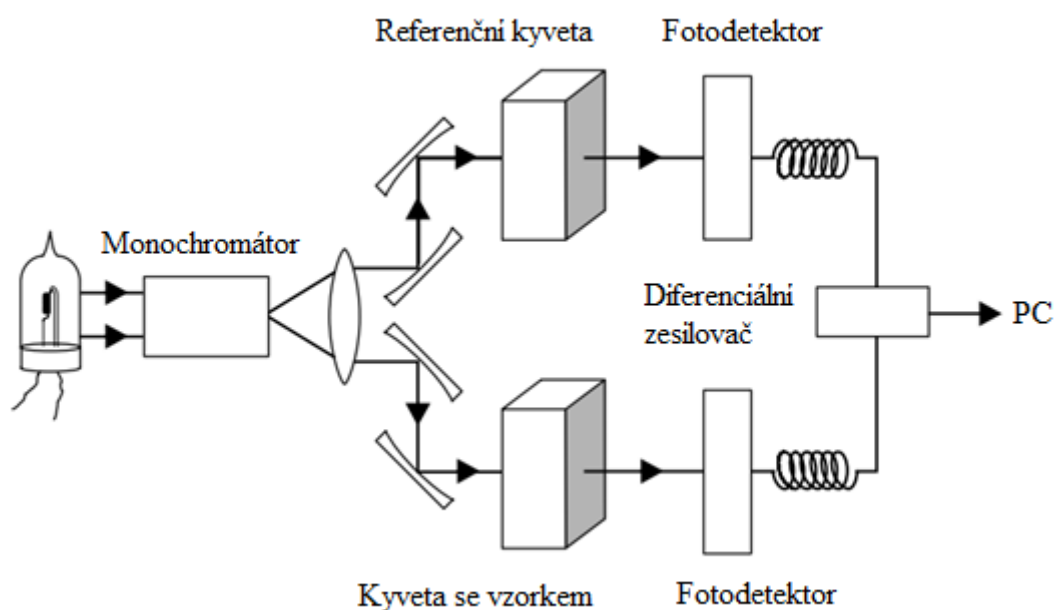 Referenční kyveta
Fotodetektor
Monochromátor
Diferenciální
zesilovač
PC
Kyveta se vzorkem
Fotodetektor